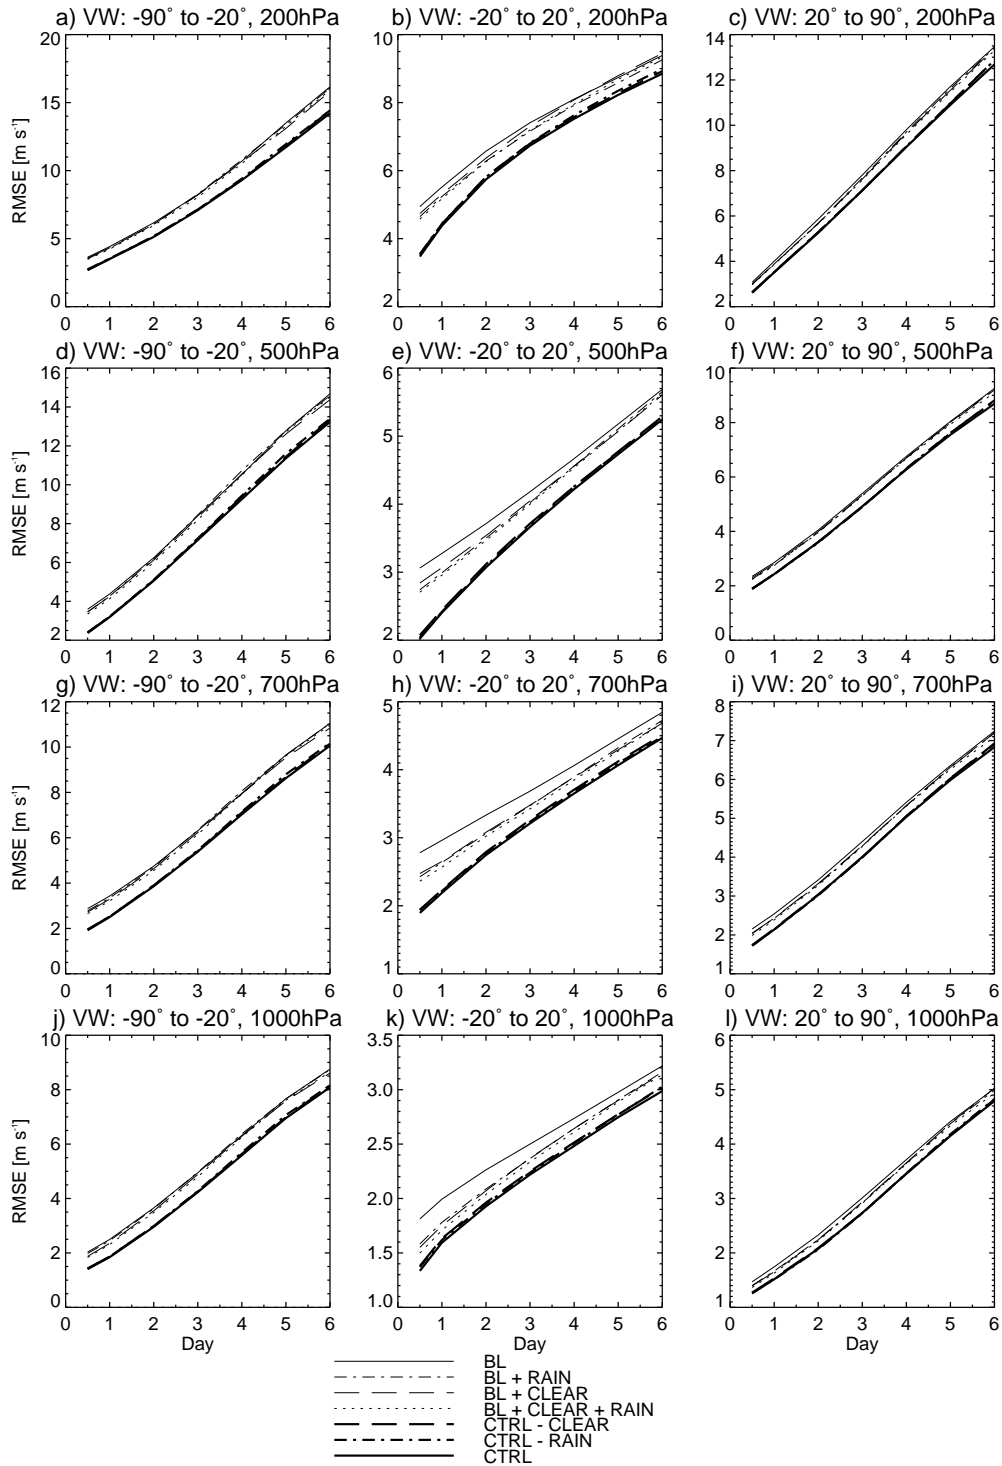 a) VW: -90˚ to -20˚, 200hPa
b) VW: -20˚ to 20˚, 200hPa
c) VW: 20˚ to 90˚, 200hPa
RMSE [m s⁻¹]
20
15
10
5
0
0 1 2 3 4 5 6
10
8
6
4
2
0 1 2 3 4 5 6
14
12
10
8
6
4
2
0 1 2 3 4 5 6
d) VW: -90˚ to -20˚, 500hPa
e) VW: -20˚ to 20˚, 500hPa
f) VW: 20˚ to 90˚, 500hPa
RMSE [m s⁻¹]
16
14
12
10
8
6
4
2
0 1 2 3 4 5 6
6
5
4
3
2
0 1 2 3 4 5 6
10
8
6
4
2
0
0 1 2 3 4 5 6
g) VW: -90˚ to -20˚, 700hPa
h) VW: -20˚ to 20˚, 700hPa
i) VW: 20˚ to 90˚, 700hPa
RMSE [m s⁻¹]
12
10
8
6
4
2
0
0 1 2 3 4 5 6
5
4
3
2
1
0 1 2 3 4 5 6
8
7
6
5
4
3
2
1
0 1 2 3 4 5 6
j) VW: -90˚ to -20˚, 1000hPa
k) VW: -20˚ to 20˚, 1000hPa
l) VW: 20˚ to 90˚, 1000hPa
RMSE [m s⁻¹]
10
8
6
4
2
0
0 1 2 3 4 5 6
Day
3.5
3.0
2.5
2.0
1.5
1.0
0 1 2 3 4 5 6
Day
6
5
4
3
2
1
0 1 2 3 4 5 6
Day
BL
BL + RAIN
BL + CLEAR
BL + CLEAR + RAIN
CTRL - CLEAR
CTRL - RAIN
CTRL